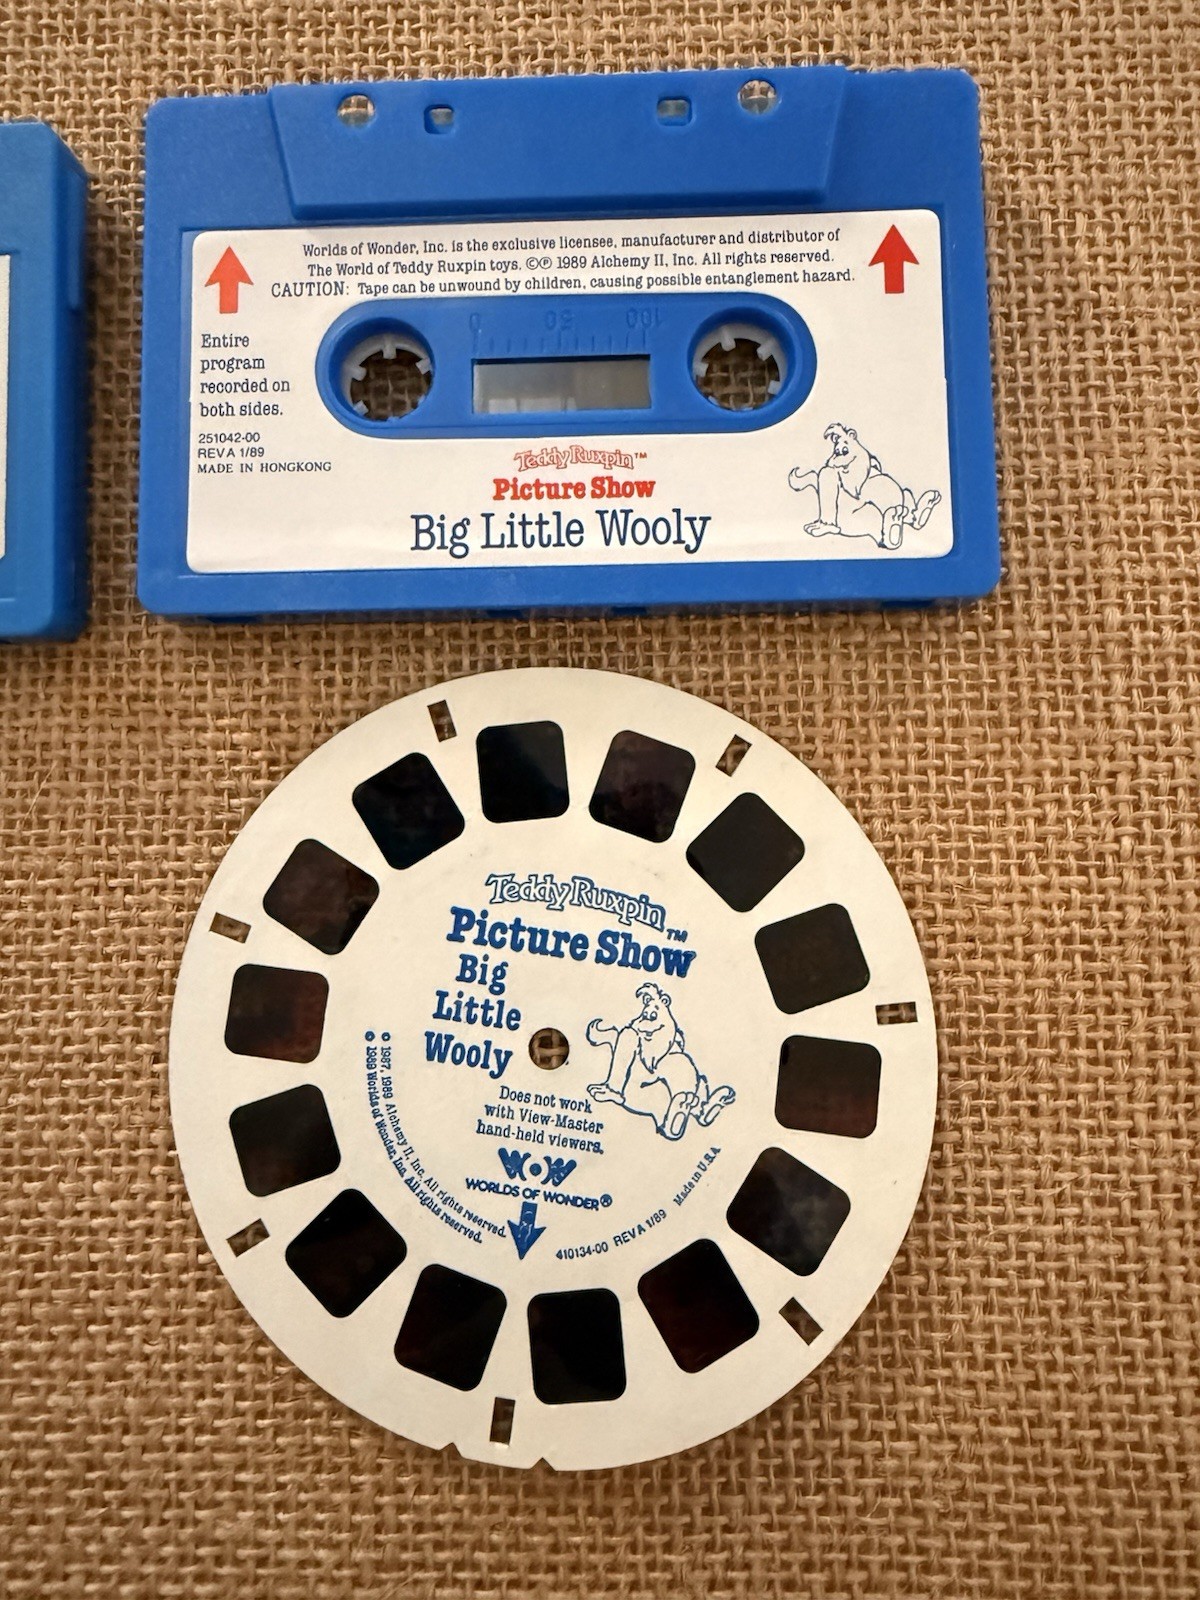 Worlds of Wonder, Inc. is the exclusive licensee, manufacturer and distributor of
The World of Teddy Ruxpin toys. ©℗ 1989 Alchemy II, Inc. All rights reserved.
CAUTION: Tape can be unwound by children, causing possible entanglement hazard.
0 50 100
Entire
program
recorded on
both sides.
251042-00
REV A 1/89
MADE IN HONGKONG
Teddy Ruxpin™
Picture Show
Big Little Wooly
Teddy Ruxpin™
Picture Show
Big
Little
Wooly
Does not work
with View-Master
hand-held viewers.
WOW
WORLDS OF WONDER®
© 1987, 1989 Alchemy II, Inc. All rights reserved.
© 1989 Worlds of Wonder, Inc. All rights reserved.
410134-00 REV A 1/89 Made in U.S.A.